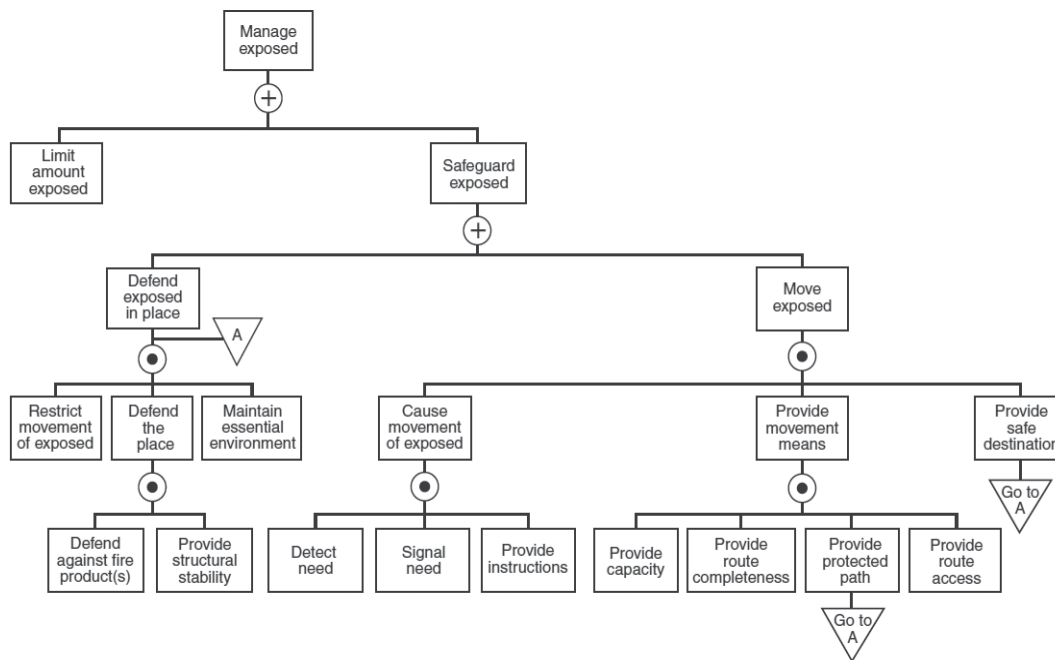 Manage
exposed
+
Limit
amount
exposed
Safeguard
exposed
+
Defend
exposed
in place
A
Move
exposed
Restrict
movement
of exposed
Defend
the
place
Maintain
essential
environment
Cause
movement
of exposed
Provide
movement
means
Provide
safe
destination
Go to
A
Defend
against fire
product(s)
Provide
structural
stability
Detect
need
Signal
need
Provide
instructions
Provide
capacity
Provide
route
completeness
Provide
protected
path
Provide
route
access
Go to
A